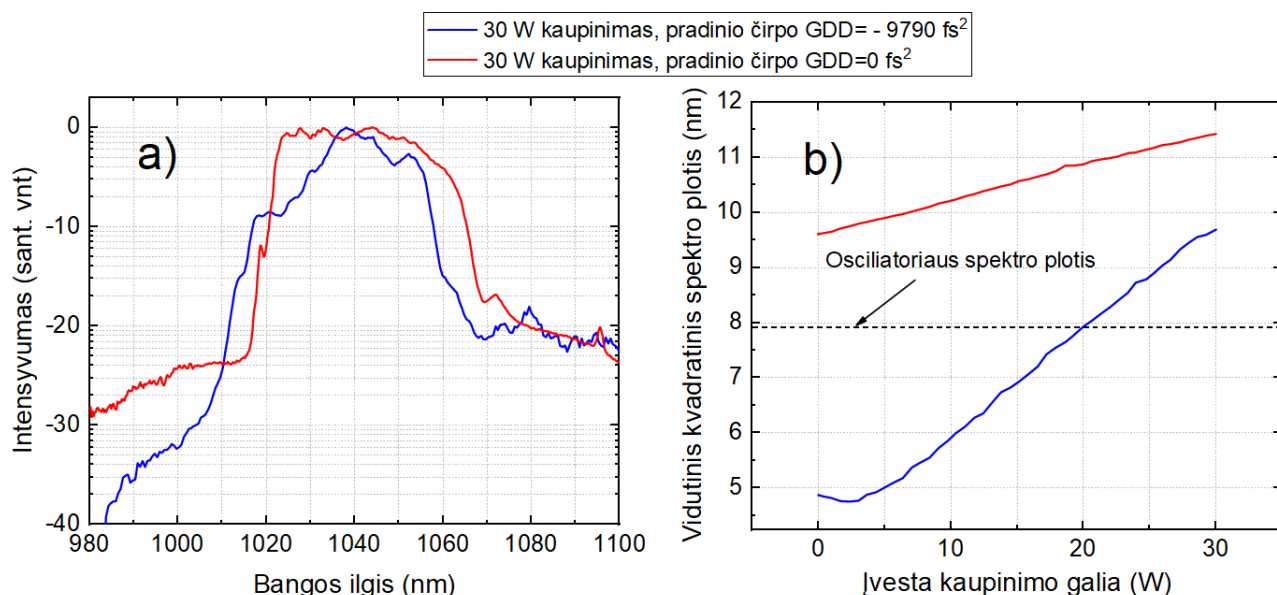 30 W kaupinimas, pradinio čirpo GDD= - 9790 fs²
30 W kaupinimas, pradinio čirpo GDD=0 fs²
a)
Intensyvumas (sant. vnt)
0
-10
-20
-30
-40
980
1000
1020
1040
1060
1080
1100
Bangos ilgis (nm)
b)
Vidutinis kvadratinis spektro plotis (nm)
12
11
10
9
8
7
6
5
Osciliatoriaus spektro plotis
0
10
20
30
Įvesta kaupinimo galia (W)